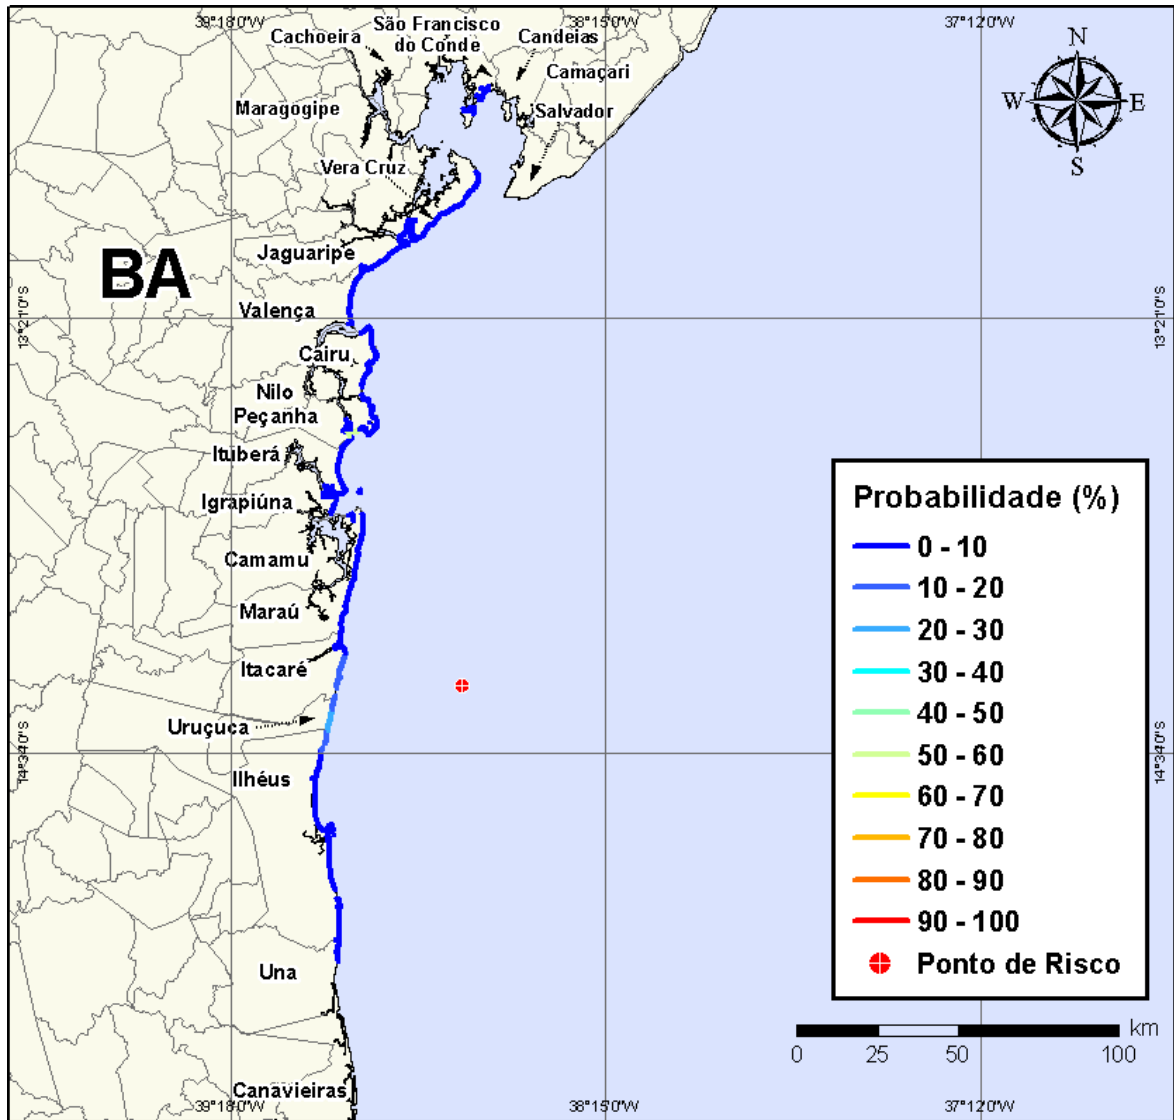 39°18'0"W
38°15'0"W
37°12'0"W
São Francisco
do Conde
Cachoeira
Candeias
N
Camaçari
Maragogipe
Salvador
W
E
S
Vera Cruz
Jaguaripe
BA
13°21'0"S
13°21'0"S
Valença
Cairu
Nilo
Peçanha
Ituberá
Igrapiúna
Camamu
Maraú
Itacaré
Uruçuca
14°34'0"S
14°34'0"S
Ilhéus
Una
Canavieiras
Probabilidade (%)
0 - 10
10 - 20
20 - 30
30 - 40
40 - 50
50 - 60
60 - 70
70 - 80
80 - 90
90 - 100
Ponto de Risco
km
0 25 50 100
39°18'0"W
38°15'0"W
37°12'0"W